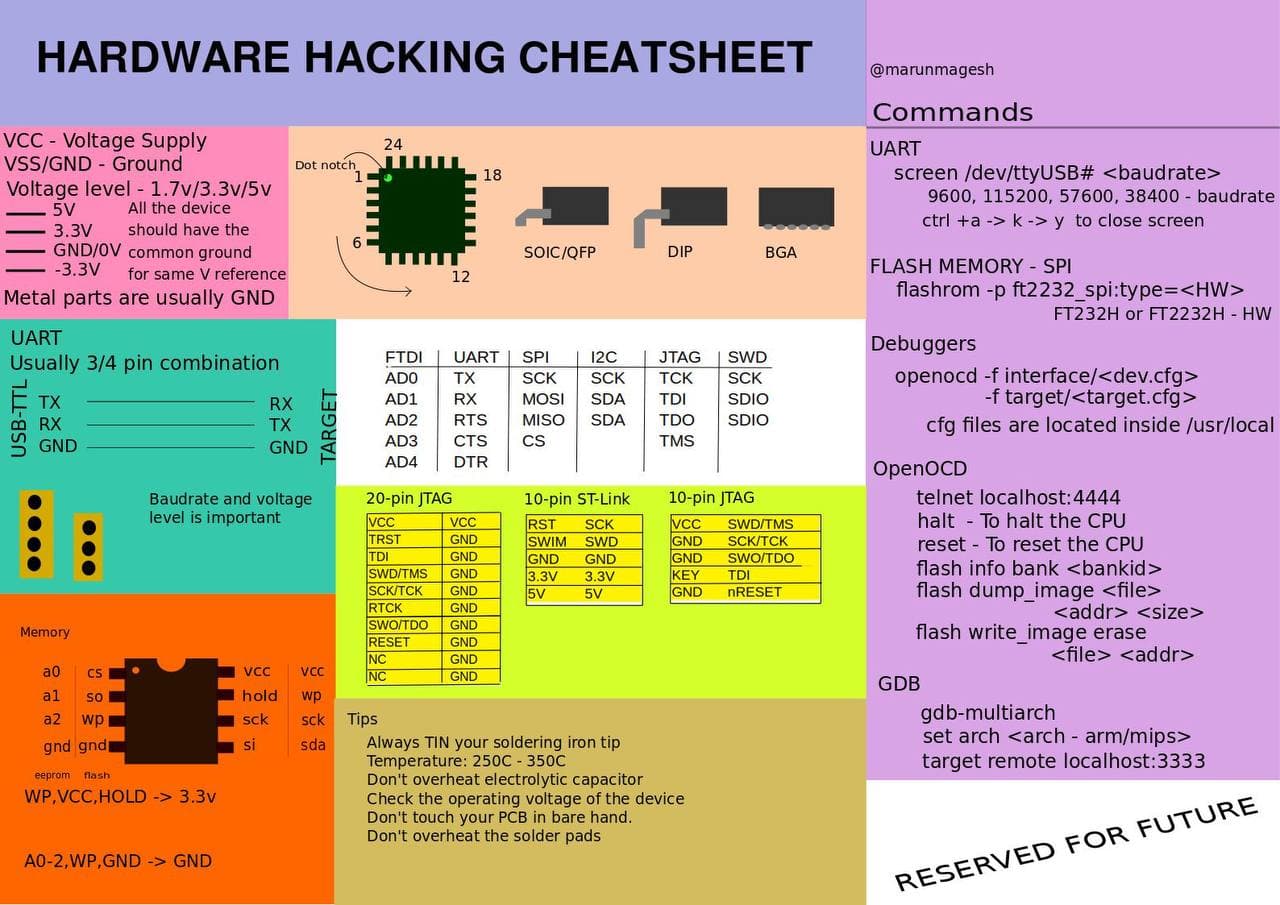 HARDWARE HACKING CHEATSHEET
@marunmagesh
VCC - Voltage Supply
VSS/GND - Ground
Voltage level - 1.7v/3.3v/5v
5V
3.3V
GND/0V
-3.3V
All the device
should have the
common ground
for same V reference
Metal parts are usually GND
Dot notch
24
1
18
6
12
SOIC/QFP
DIP
BGA
UART
Usually 3/4 pin combination
USB-TTL
TX RX
RX TX
GND GND
TARGET
Baudrate and voltage
level is important
FTDI UART SPI I2C JTAG SWD
AD0 TX SCK SCK TCK SCK
AD1 RX MOSI SDA TDI SDIO
AD2 RTS MISO SDA TDO SDIO
AD3 CTS CS TMS
AD4 DTR
20-pin JTAG
VCC VCC
TRST GND
TDI GND
SWD/TMS GND
SCK/TCK GND
RTCK GND
SWO/TDO GND
RESET GND
NC GND
NC GND
10-pin ST-Link
RST SCK
SWIM SWD
GND GND
3.3V 3.3V
5V 5V
10-pin JTAG
VCC SWD/TMS
GND SCK/TCK
GND SWO/TDO
KEY TDI
GND nRESET
Memory
a0 cs vcc vcc
a1 so hold wp
a2 wp sck sck
gnd gnd si sda
eeprom flash
WP,VCC,HOLD -> 3.3v
A0-2,WP,GND -> GND
Tips
Always TIN your soldering iron tip
Temperature: 250C - 350C
Don't overheat electrolytic capacitor
Check the operating voltage of the device
Don't touch your PCB in bare hand.
Don't overheat the solder pads
Commands
UART
screen /dev/ttyUSB# <baudrate>
9600, 115200, 57600, 38400 - baudrate
ctrl +a -> k -> y to close screen
FLASH MEMORY - SPI
flashrom -p ft2232_spi:type=<HW>
FT232H or FT2232H - HW
Debuggers
openocd -f interface/<dev.cfg>
-f target/<target.cfg>
cfg files are located inside /usr/local
OpenOCD
telnet localhost:4444
halt - To halt the CPU
reset - To reset the CPU
flash info bank <bankid>
flash dump_image <file>
<addr> <size>
flash write_image erase
<file> <addr>
GDB
gdb-multiarch
set arch <arch - arm/mips>
target remote localhost:3333
RESERVED FOR FUTURE